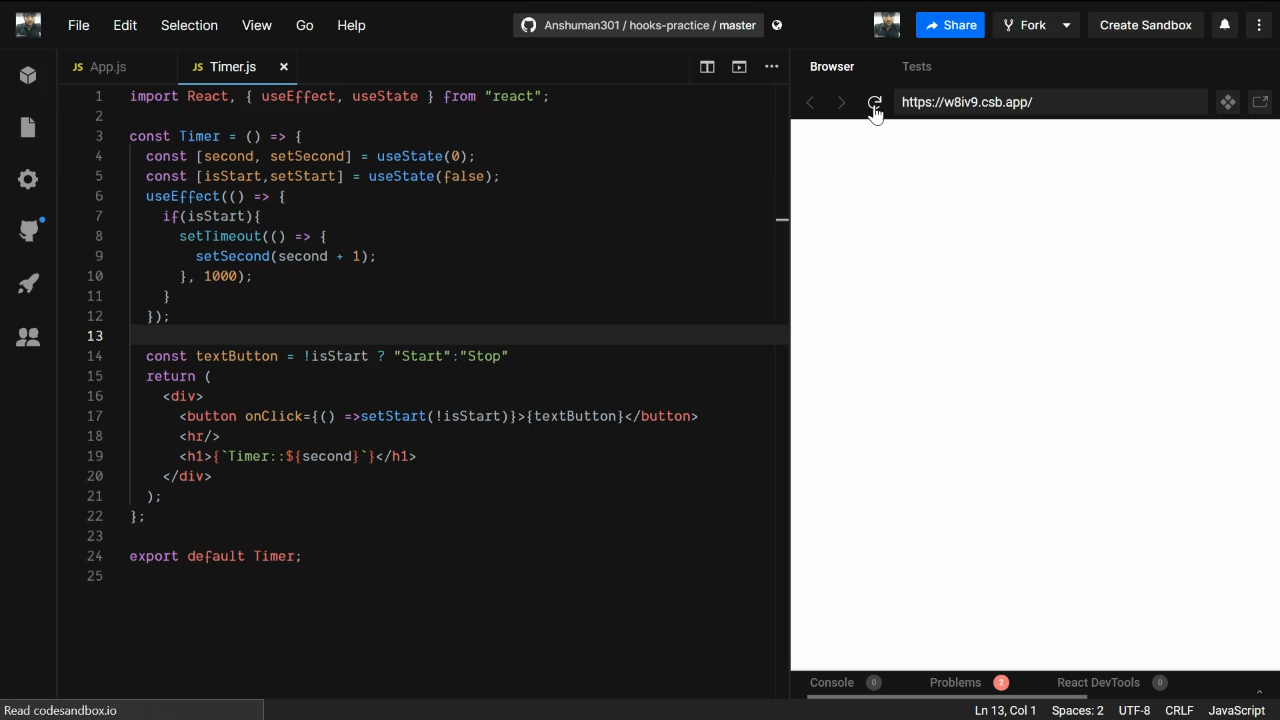 File Edit Selection View Go Help
Anshuman301 / hooks-practice / master
Share Fork Create Sandbox
JS App.js JS Timer.js
Browser Tests
https://w8iv9.csb.app/
1 import React, { useEffect, useState } from "react";
2
3 const Timer = () => {
4 const [second, setSecond] = useState(0);
5 const [isStart,setStart] = useState(false);
6 useEffect(() => {
7 if(isStart){
8 setTimeout(() => {
9 setSecond(second + 1);
10 }, 1000);
11 }
12 });
13
14 const textButton = !isStart ? "Start":"Stop"
15 return (
16 <div>
17 <button onClick={() =>setStart(!isStart)}>{textButton}</button>
18 <hr/>
19 <h1>{`Timer::${second}`}</h1>
20 </div>
21 );
22 };
23
24 export default Timer;
25
Console 0 Problems 2 React DevTools 0
Read codesandbox.io
Ln 13, Col 1 Spaces: 2 UTF-8 CRLF JavaScript